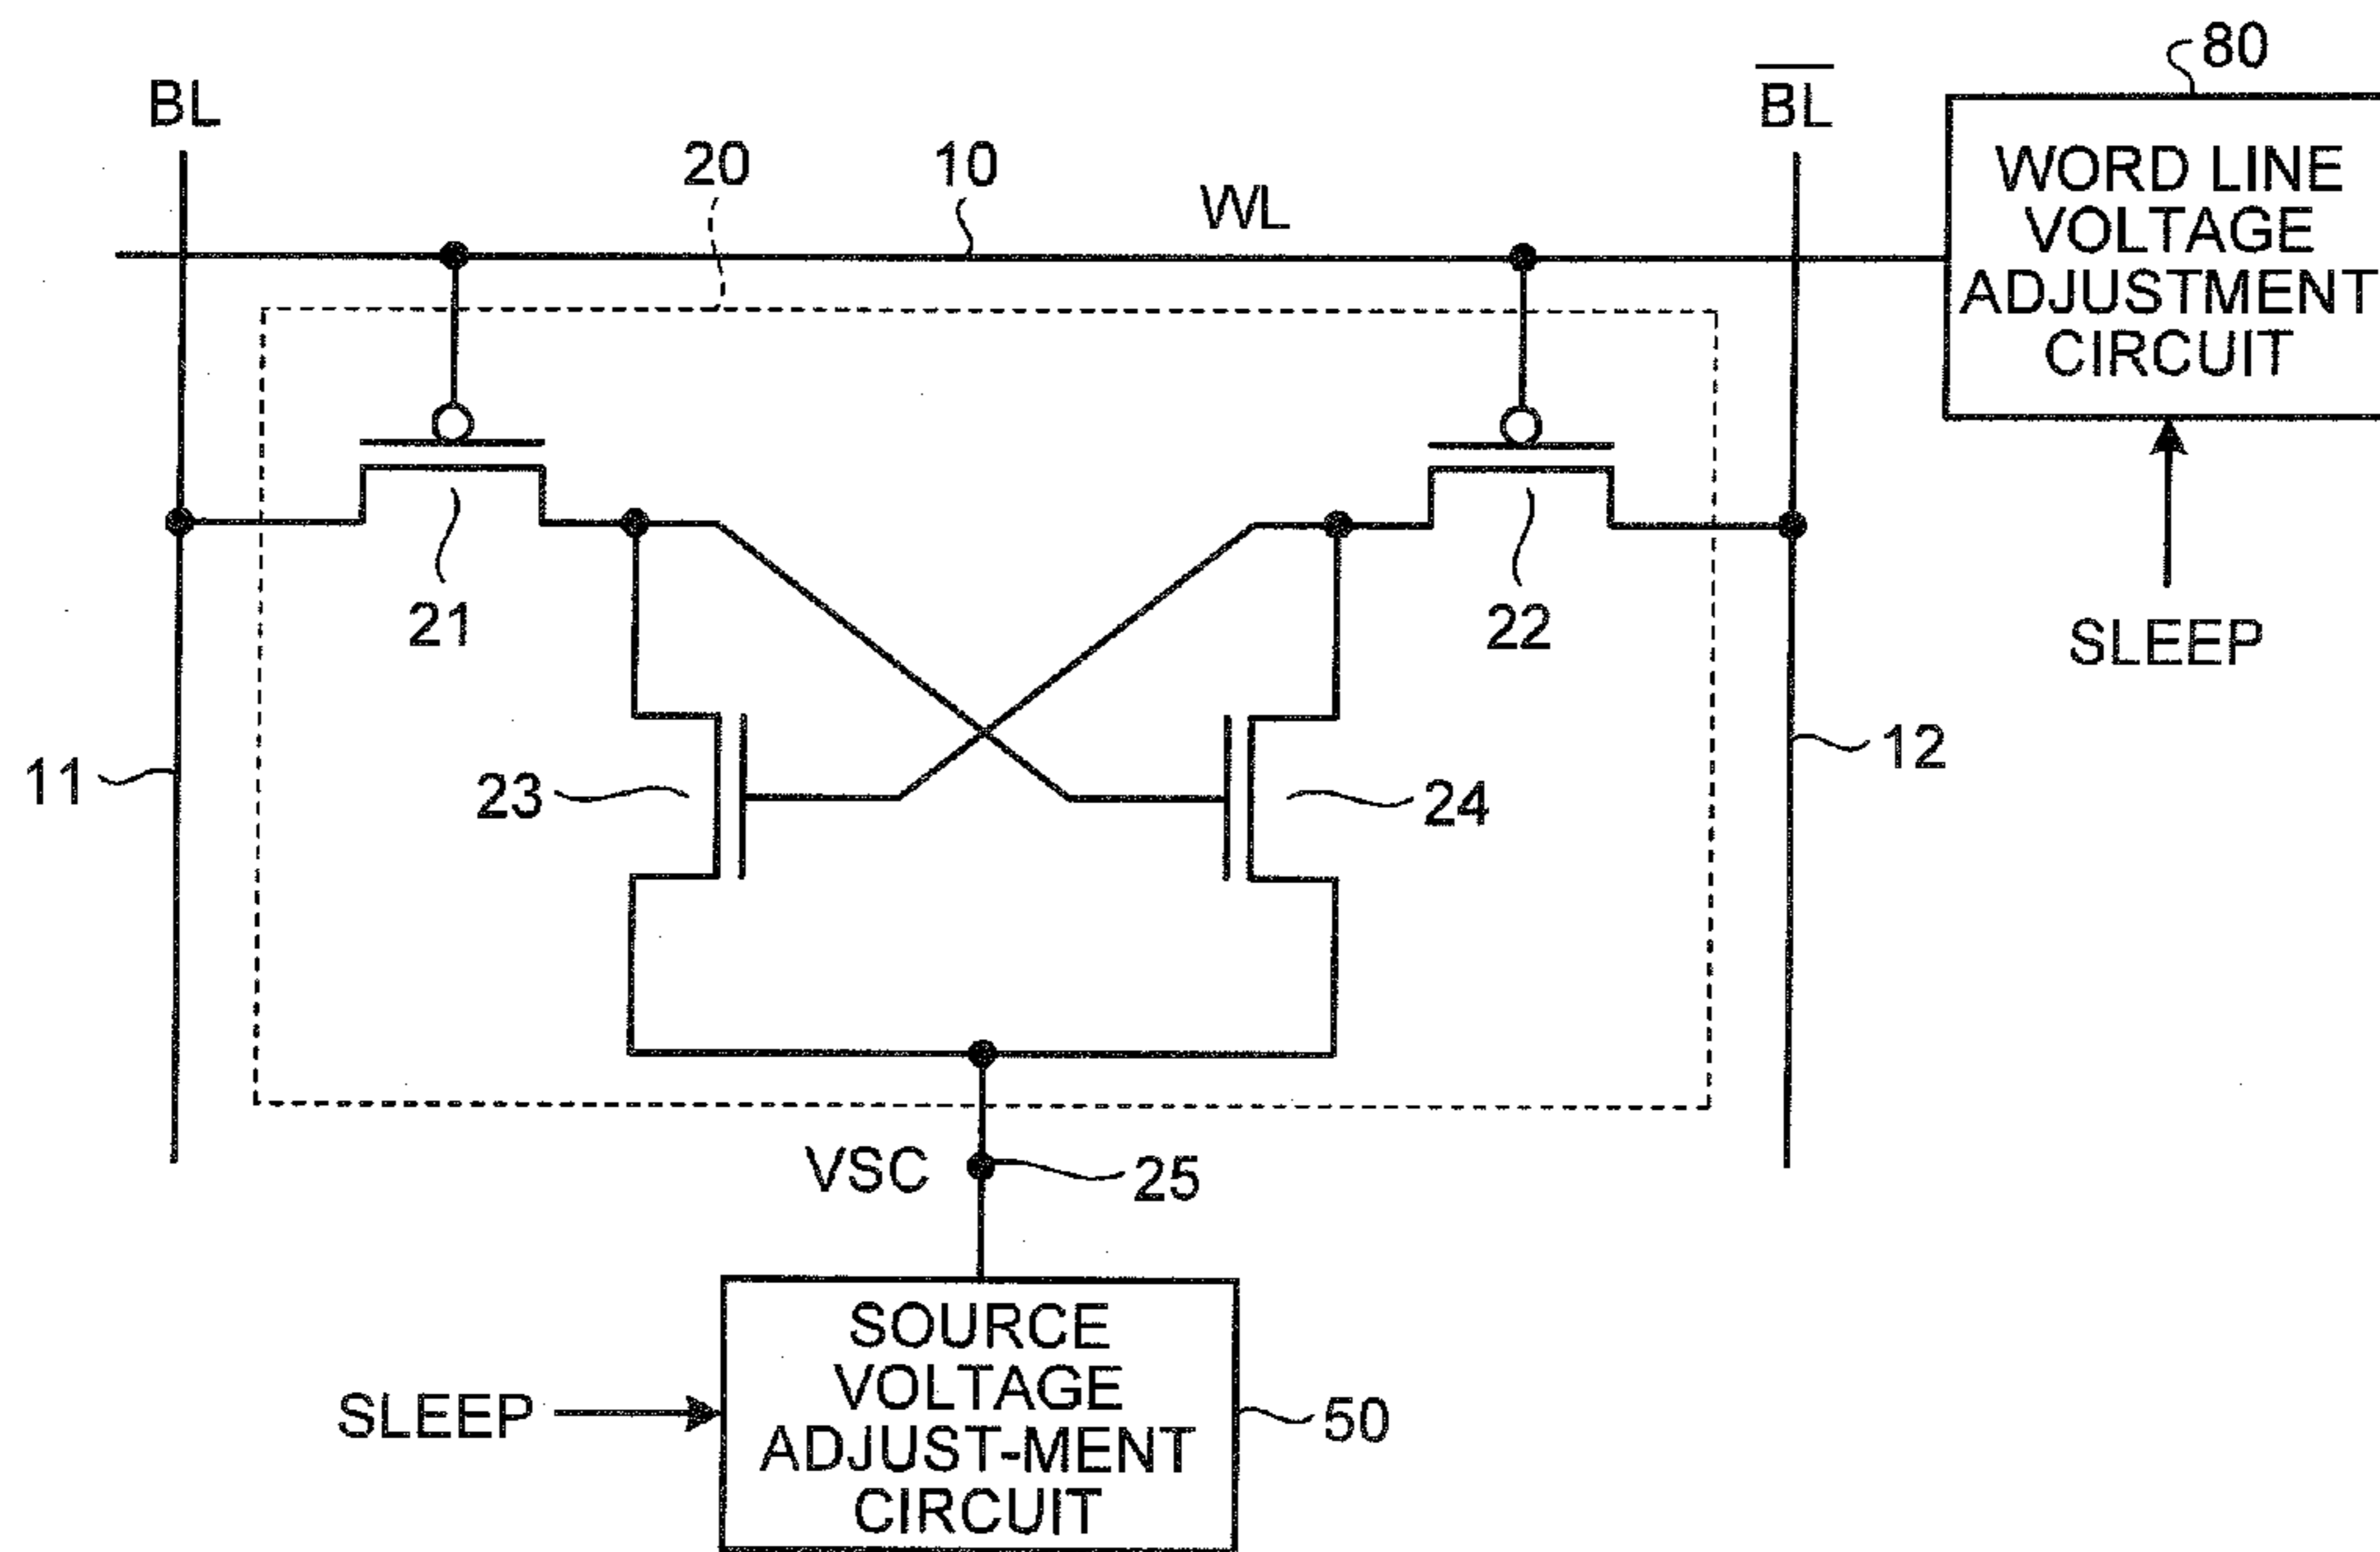 80
BL
B̅L̅
20
10
WL
WORD LINE
VOLTAGE
ADJUSTMENT
CIRCUIT
21
22
SLEEP
11
23
24
12
VSC
25
SOURCE
VOLTAGE
ADJUST-MENT
CIRCUIT
SLEEP
50